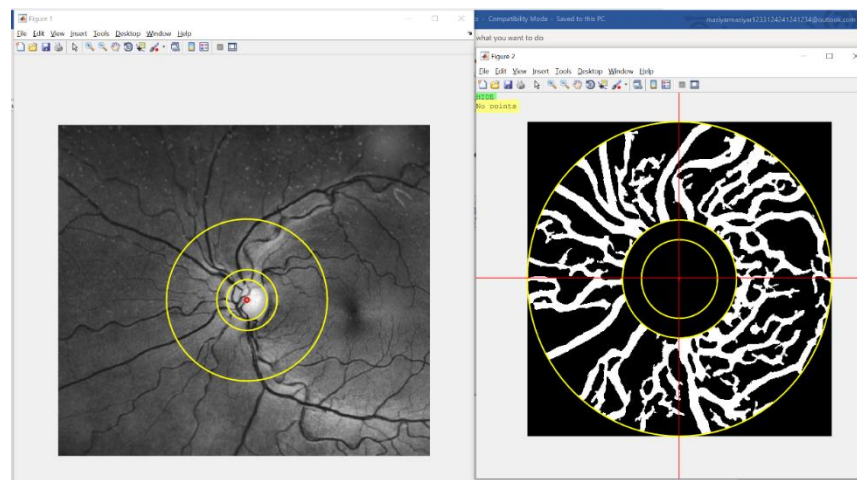 Figure 1
File Edit View Insert Tools Desktop Window Help
- Compatibility Mode - Saved to this PC
what you want to do
Figure 2
File Edit View Insert Tools Desktop Window Help
HIDE
No points